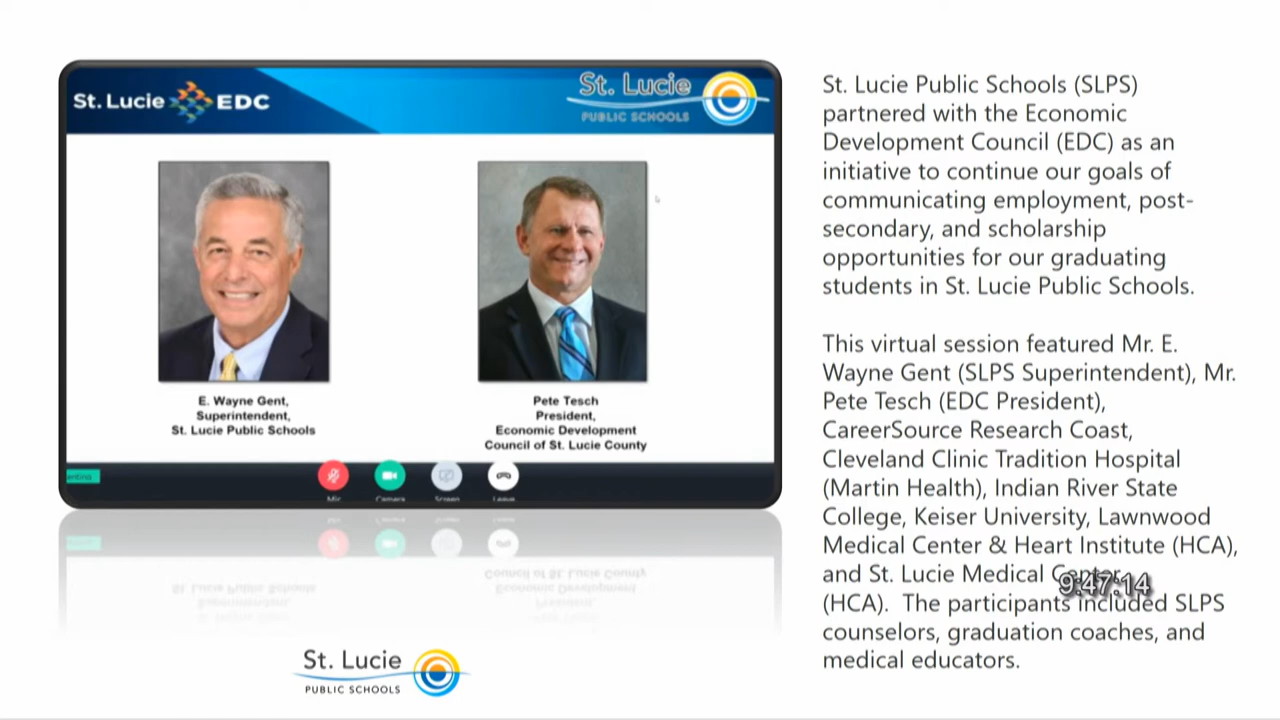 St. Lucie EDC
St. Lucie
PUBLIC SCHOOLS
E. Wayne Gent,
Superintendent,
St. Lucie Public Schools
Pete Tesch
President,
Economic Development
Council of St. Lucie County
Mic
Camera
Screen
Leave
St. Lucie
PUBLIC SCHOOLS
St. Lucie Public Schools (SLPS)
partnered with the Economic
Development Council (EDC) as an
initiative to continue our goals of
communicating employment, post-
secondary, and scholarship
opportunities for our graduating
students in St. Lucie Public Schools.
This virtual session featured Mr. E.
Wayne Gent (SLPS Superintendent), Mr.
Pete Tesch (EDC President),
CareerSource Research Coast,
Cleveland Clinic Tradition Hospital
(Martin Health), Indian River State
College, Keiser University, Lawnwood
Medical Center & Heart Institute (HCA),
and St. Lucie Medical Center
(HCA). The participants included SLPS
counselors, graduation coaches, and
medical educators.
9:47:14